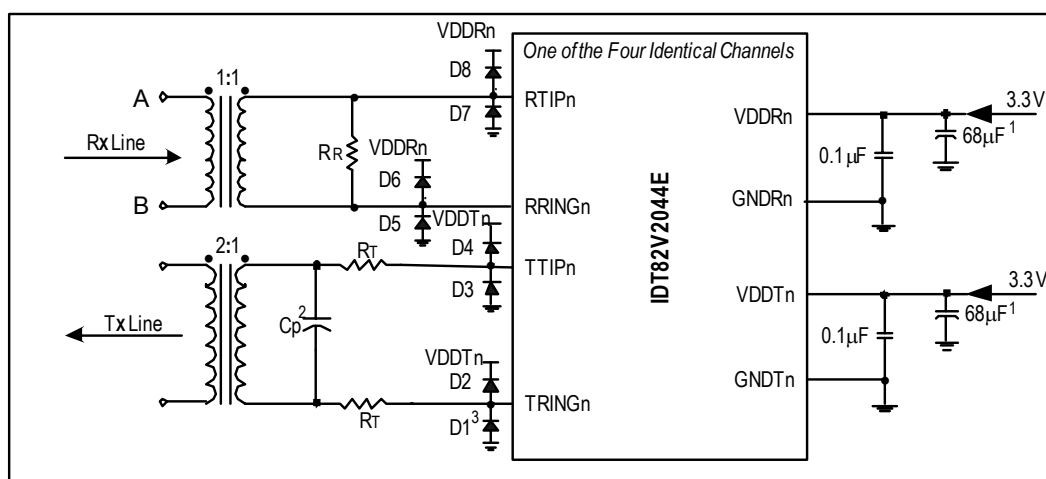 VDDRn
One of the Four Identical Channels
D8
1:1
A
RTIPn
D7
3.3V
VDDRn
68µF¹
RR
VDDRn
0.1µF
Rx Line
D6
B
GNDRn
RRINGn
D5
VDDTn
2:1
RT
D4
TTIPn
IDT82V2044E
D3
3.3V
VDDTn
68µF¹
Cp²
Tx Line
0.1µF
VDDTn
D2
GNDTn
TRINGn
RT
D1³